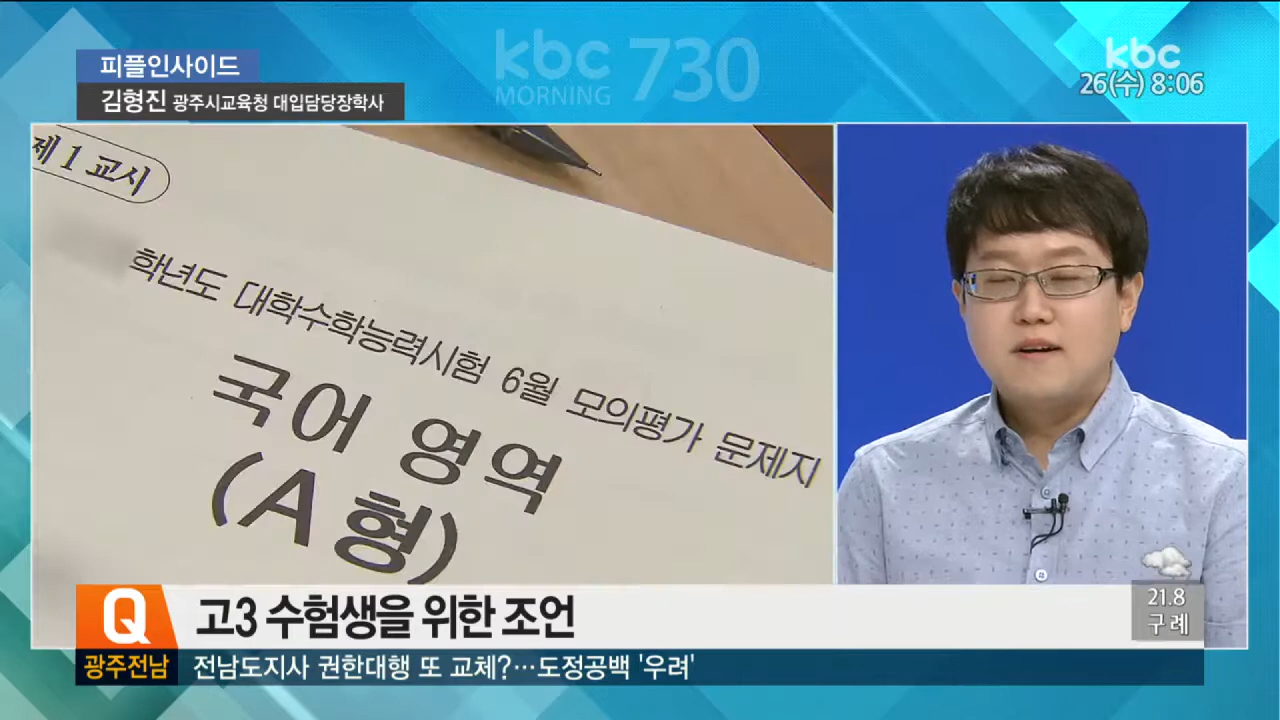 피플인사이드
김형진 광주시교육청 대입담당장학사
kbc 730
MORNING
kbc
26(수) 8:06
제 1 교시
학년도 대학수학능력시험 6월 모의평가 문제지
국어 영역
(A형)
Q 고3 수험생을 위한 조언
21.8
구례
광주전남 전남도지사 권한대행 또 교체?…도정공백 '우려'